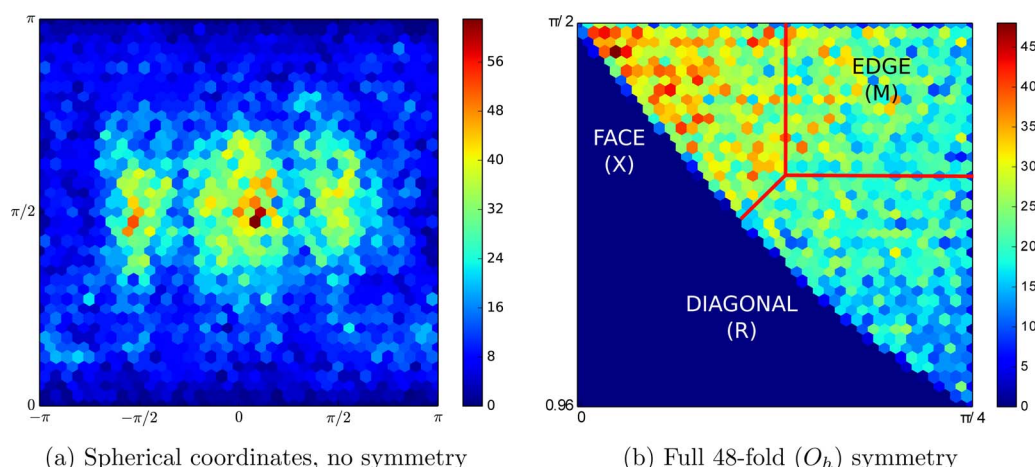 π
π/2
0
−π
−π/2
0
π/2
π
56
48
40
32
24
16
8
0
(a) Spherical coordinates, no symmetry
π/2
0.96
0
π/4
FACE
(X)
EDGE
(M)
DIAGONAL
(R)
45
40
35
30
25
20
15
10
5
0
(b) Full 48-fold (Oₕ) symmetry